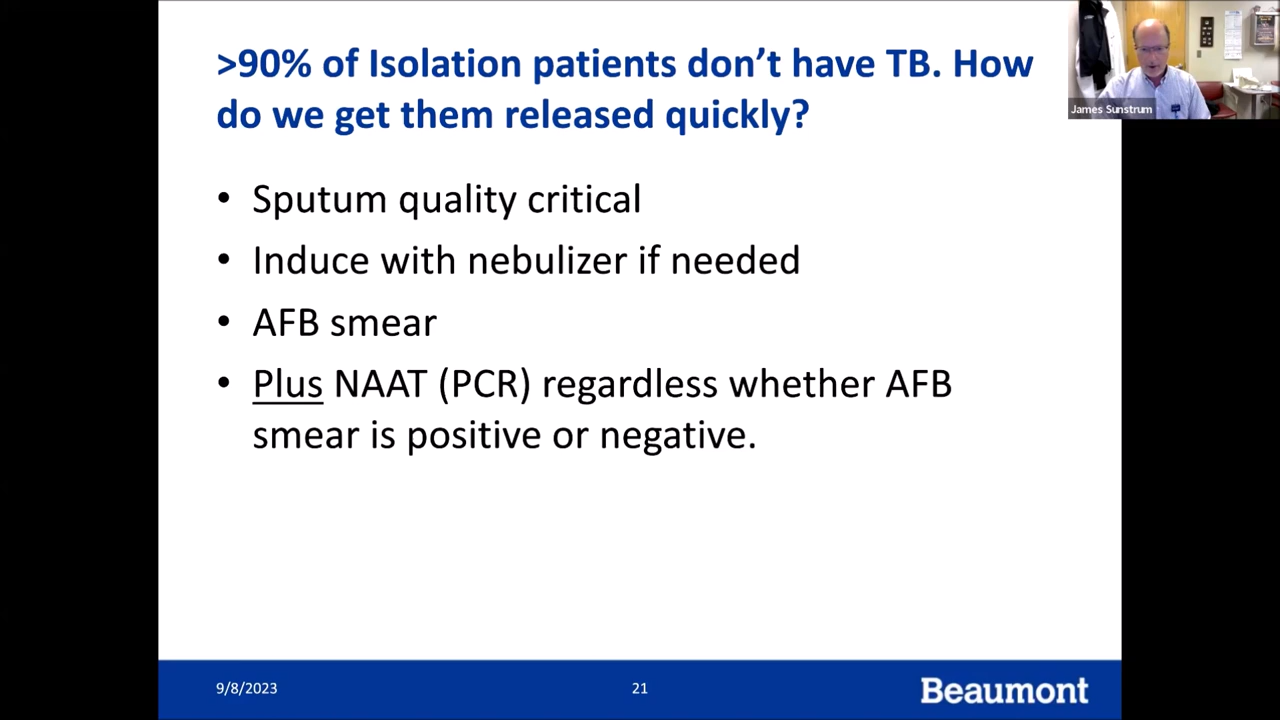 >90% of Isolation patients don’t have TB. How
do we get them released quickly?
• Sputum quality critical
• Induce with nebulizer if needed
• AFB smear
• Plus NAAT (PCR) regardless whether AFB
smear is positive or negative.
James Sunstrum
9/8/2023
21
Beaumont